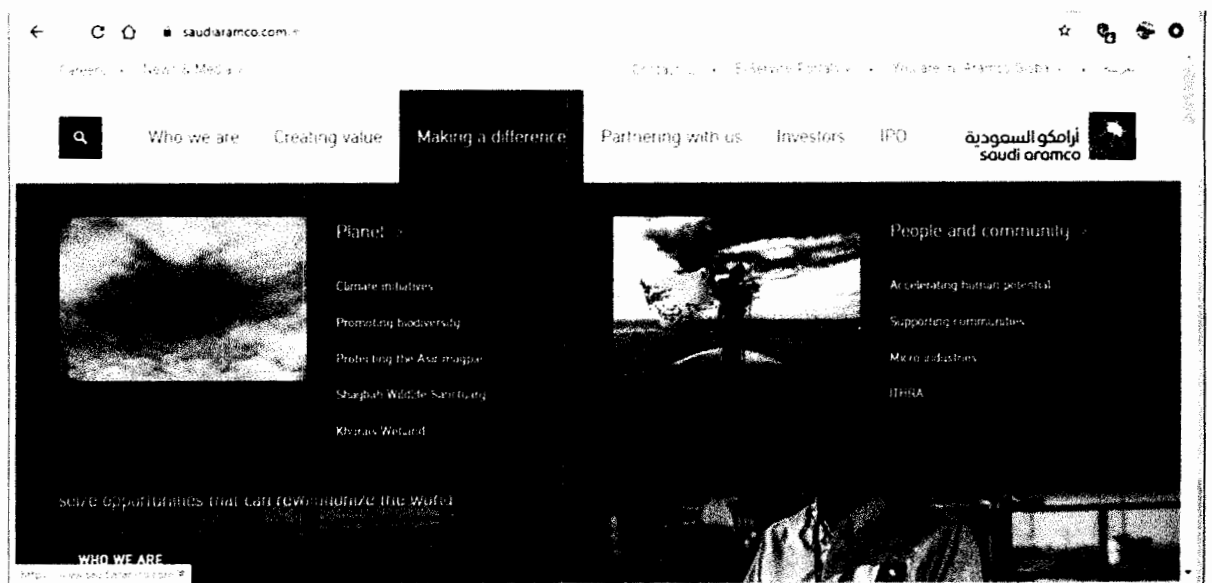 saudiaramco.com
Careers News & Media
Contact E-Service Portals You are in: Aramco Global
Who we are Creating value Making a difference Partnering with us Investors IPO
أرامكو السعودية
saudi aramco
Planet >
Climate initiatives
Promoting biodiversity
Protecting the Asir magpie
Shaybah Wildlife Sanctuary
Khurais Wetland
People and community >
Accelerating human potential
Supporting communities
Micro industries
ITHRA
seize opportunities that can revolutionize the world
WHO WE ARE